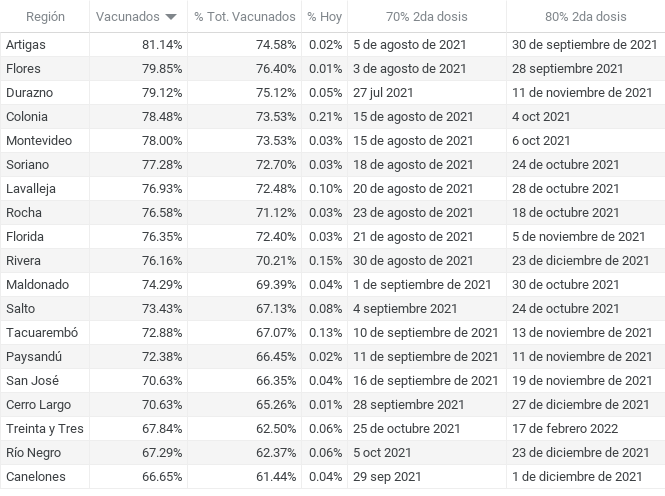 Región Vacunados % Tot. Vacunados % Hoy 70% 2da dosis 80% 2da dosis
Artigas 81.14% 74.58% 0.02% 5 de agosto de 2021 30 de septiembre de 2021
Flores 79.85% 76.40% 0.01% 3 de agosto de 2021 28 septiembre 2021
Durazno 79.12% 75.12% 0.05% 27 jul 2021 11 de noviembre de 2021
Colonia 78.48% 73.53% 0.21% 15 de agosto de 2021 4 oct 2021
Montevideo 78.00% 73.53% 0.03% 15 de agosto de 2021 6 oct 2021
Soriano 77.28% 72.70% 0.03% 18 de agosto de 2021 24 de octubre 2021
Lavalleja 76.93% 72.48% 0.10% 20 de agosto de 2021 28 de octubre 2021
Rocha 76.58% 71.12% 0.03% 23 de agosto de 2021 18 de octubre 2021
Florida 76.35% 72.40% 0.03% 21 de agosto de 2021 5 de noviembre de 2021
Rivera 76.16% 70.21% 0.15% 30 de agosto de 2021 23 de diciembre de 2021
Maldonado 74.29% 69.39% 0.04% 1 de septiembre de 2021 30 de octubre 2021
Salto 73.43% 67.13% 0.08% 4 septiembre 2021 24 de octubre 2021
Tacuarembó 72.88% 67.07% 0.13% 10 de septiembre de 2021 13 de noviembre de 2021
Paysandú 72.38% 66.45% 0.02% 11 de septiembre de 2021 11 de noviembre de 2021
San José 70.63% 66.35% 0.04% 16 de septiembre de 2021 19 de noviembre de 2021
Cerro Largo 70.63% 65.26% 0.01% 28 septiembre 2021 27 de diciembre de 2021
Treinta y Tres 67.84% 62.50% 0.06% 25 de octubre 2021 17 de febrero 2022
Río Negro 67.29% 62.37% 0.06% 5 oct 2021 23 de diciembre de 2021
Canelones 66.65% 61.44% 0.04% 29 sep 2021 1 de diciembre de 2021